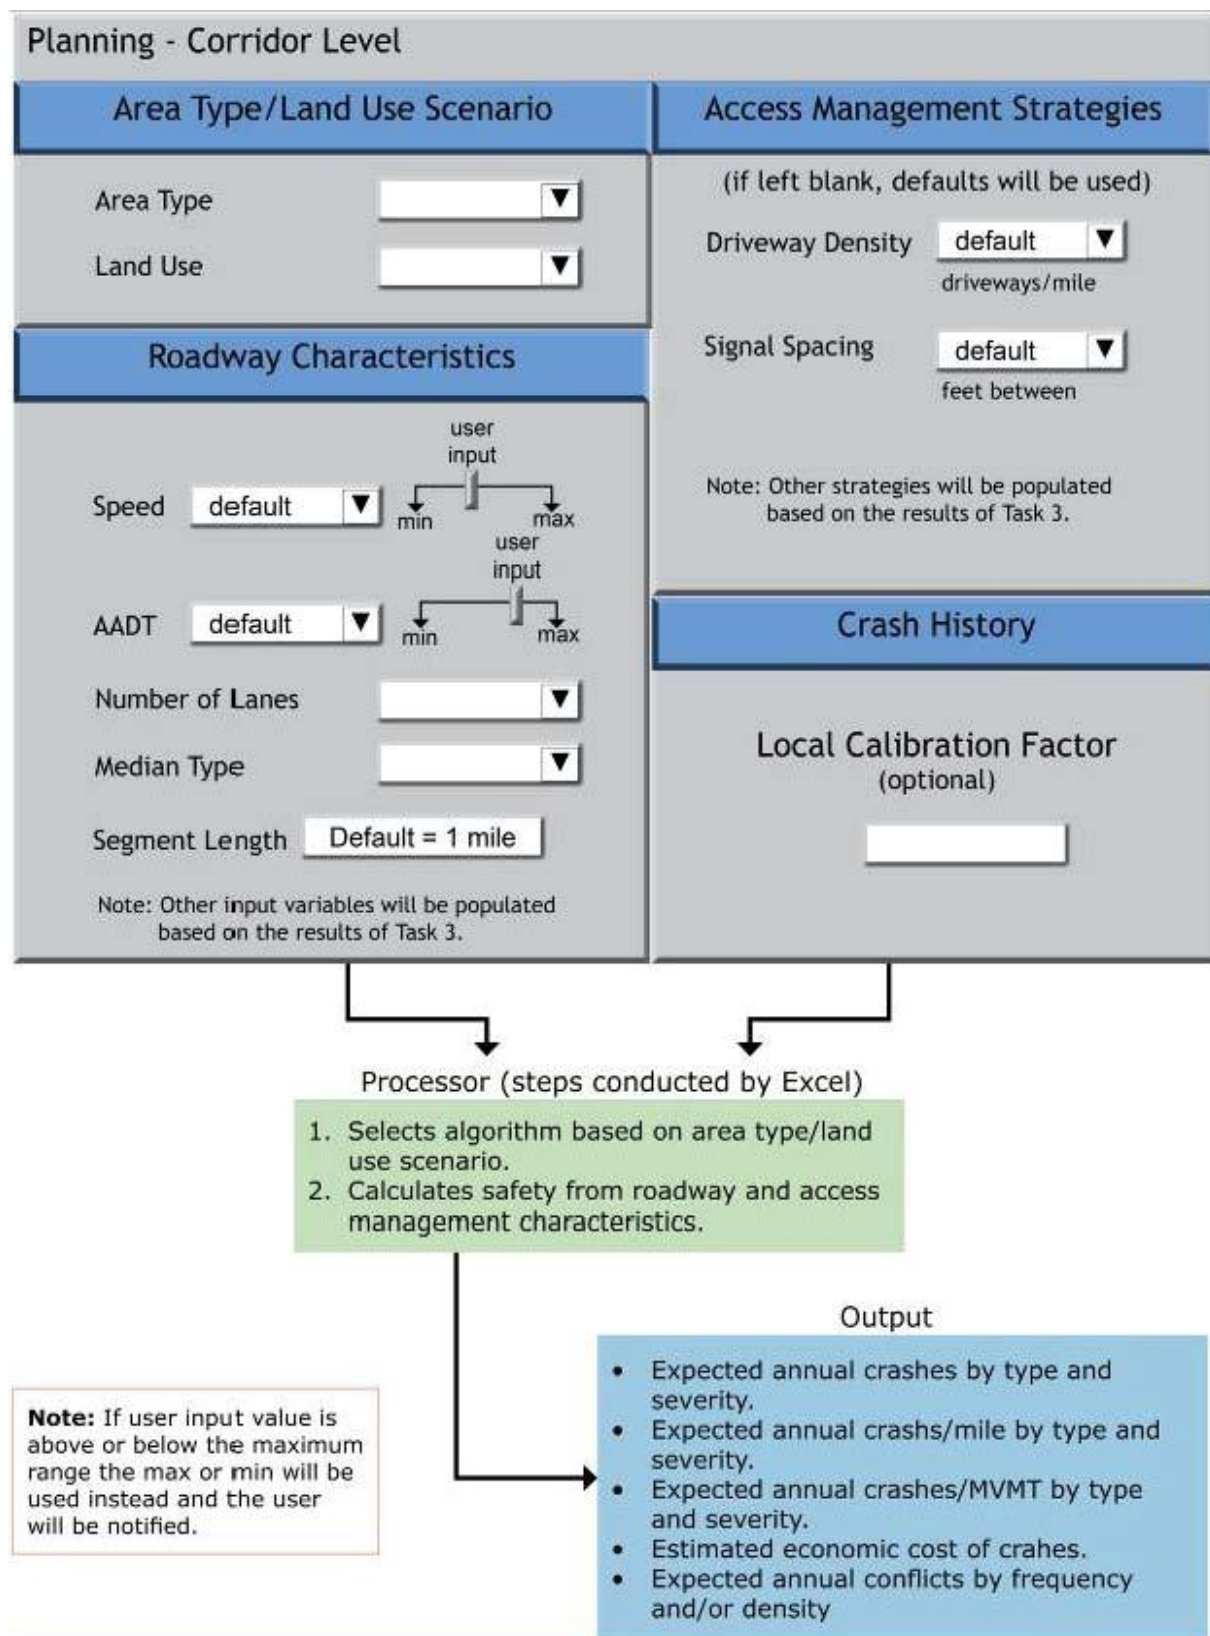 Planning - Corridor Level
Area Type/Land Use Scenario
Area Type
Land Use
Roadway Characteristics
user
input
Speed
default
min
max
user
input
AADT
default
min
max
Number of Lanes
Median Type
Segment Length
Default = 1 mile
Note: Other input variables will be populated
based on the results of Task 3.
Access Management Strategies
(if left blank, defaults will be used)
Driveway Density
default
driveways/mile
Signal Spacing
default
feet between
Note: Other strategies will be populated
based on the results of Task 3.
Crash History
Local Calibration Factor
(optional)
Processor (steps conducted by Excel)
1. Selects algorithm based on area type/land
use scenario.
2. Calculates safety from roadway and access
management characteristics.
Output
• Expected annual crashes by type and
severity.
• Expected annual crashs/mile by type and
severity.
• Expected annual crashes/MVMT by type
and severity.
• Estimated economic cost of crahes.
• Expected annual conflicts by frequency
and/or density
Note: If user input value is
above or below the maximum
range the max or min will be
used instead and the user
will be notified.